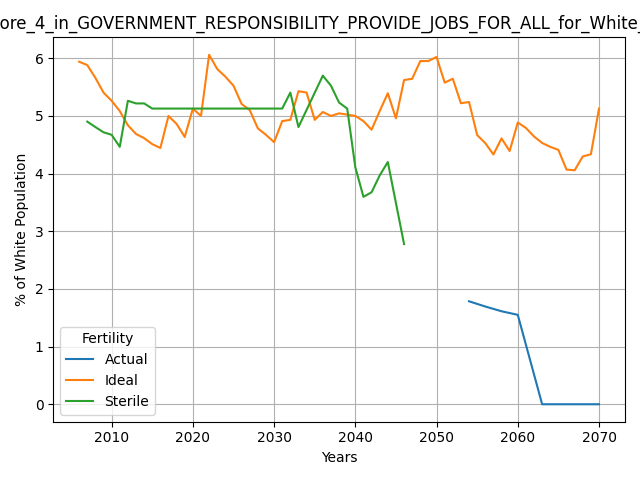 ore_4_in_GOVERNMENT_RESPONSIBILITY_PROVIDE_JOBS_FOR_ALL_for_White_
6
5
4
3
2
1
0
% of White Population
Fertility
Actual
Ideal
Sterile
2010 2020 2030 2040 2050 2060 2070
Years